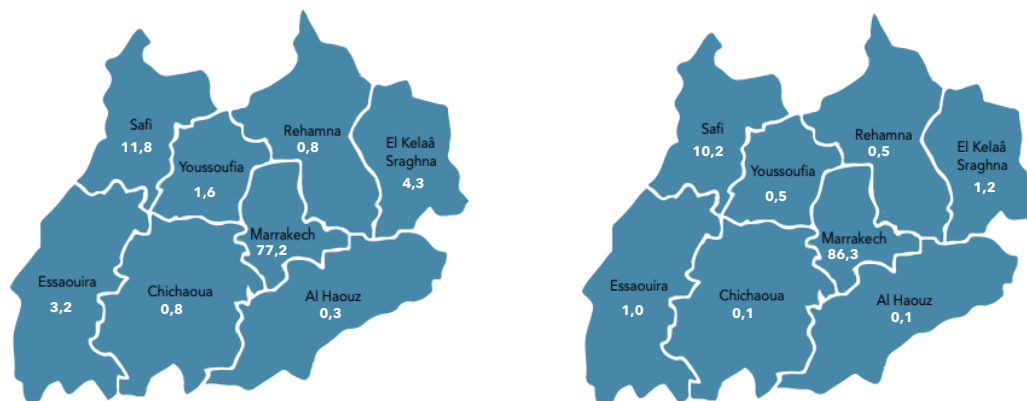 Safi
11,8
Rehamna
0,8
El Kelaâ
Sraghna
4,3
Youssoufia
1,6
Marrakech
77,2
Essaouira
3,2
Chichaoua
0,8
Al Haouz
0,3
Safi
10,2
Rehamna
0,5
El Kelaâ
Sraghna
1,2
Youssoufia
0,5
Marrakech
86,3
Essaouira
1,0
Chichaoua
0,1
Al Haouz
0,1